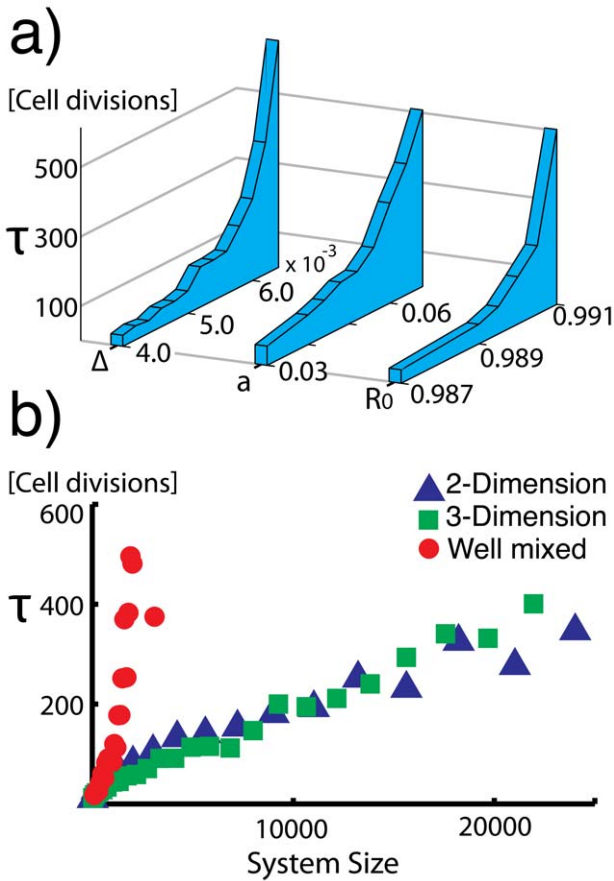 a)
[Cell divisions]
500
τ 300
100
x 10⁻³
6.0
5.0
4.0
Δ
0.06
0.03
a
0.991
0.989
0.987
R₀
b)
[Cell divisions]
600
τ 400
200
2-Dimension
3-Dimension
Well mixed
10000 20000
System Size